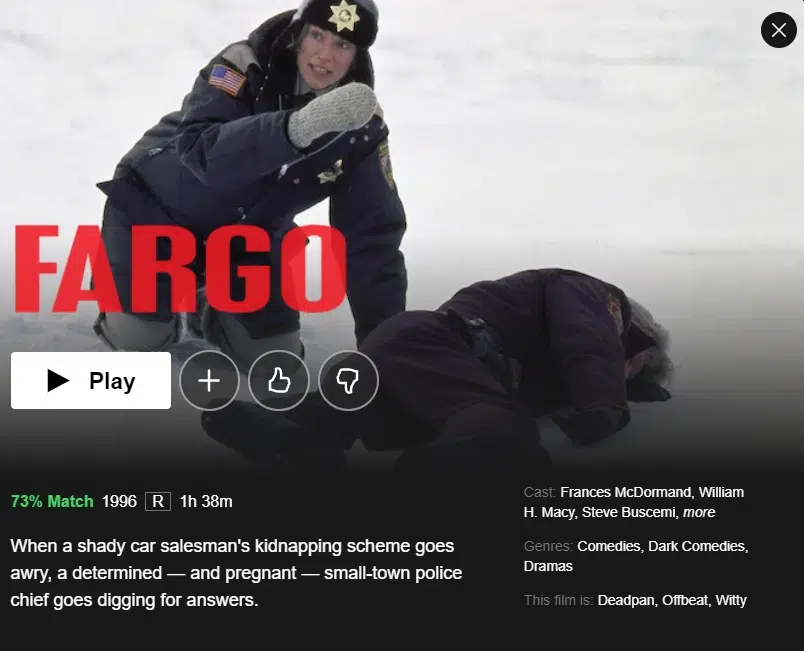 FARGO
Play
73% Match 1996 R 1h 38m
When a shady car salesman's kidnapping scheme goes
awry, a determined — and pregnant — small-town police
chief goes digging for answers.
Cast: Frances McDormand, William
H. Macy, Steve Buscemi, more
Genres: Comedies, Dark Comedies,
Dramas
This film is: Deadpan, Offbeat, Witty